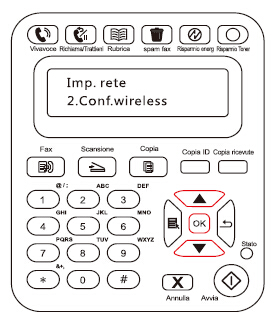 Vivavoce Richiama/Trattieni Rubrica spam fax Risparmio energ Risparmio Toner
Imp. rete
2.Conf.wireless
Fax Scansione Copia Copia ID Copia ricevute
@ / : ABC DEF
1 2 3
GHI JKL MNO
4 5 6 OK
PQRS TUV WXYZ
7 8 9 Stato
&+,
* 0 # X
Annulla Avvia